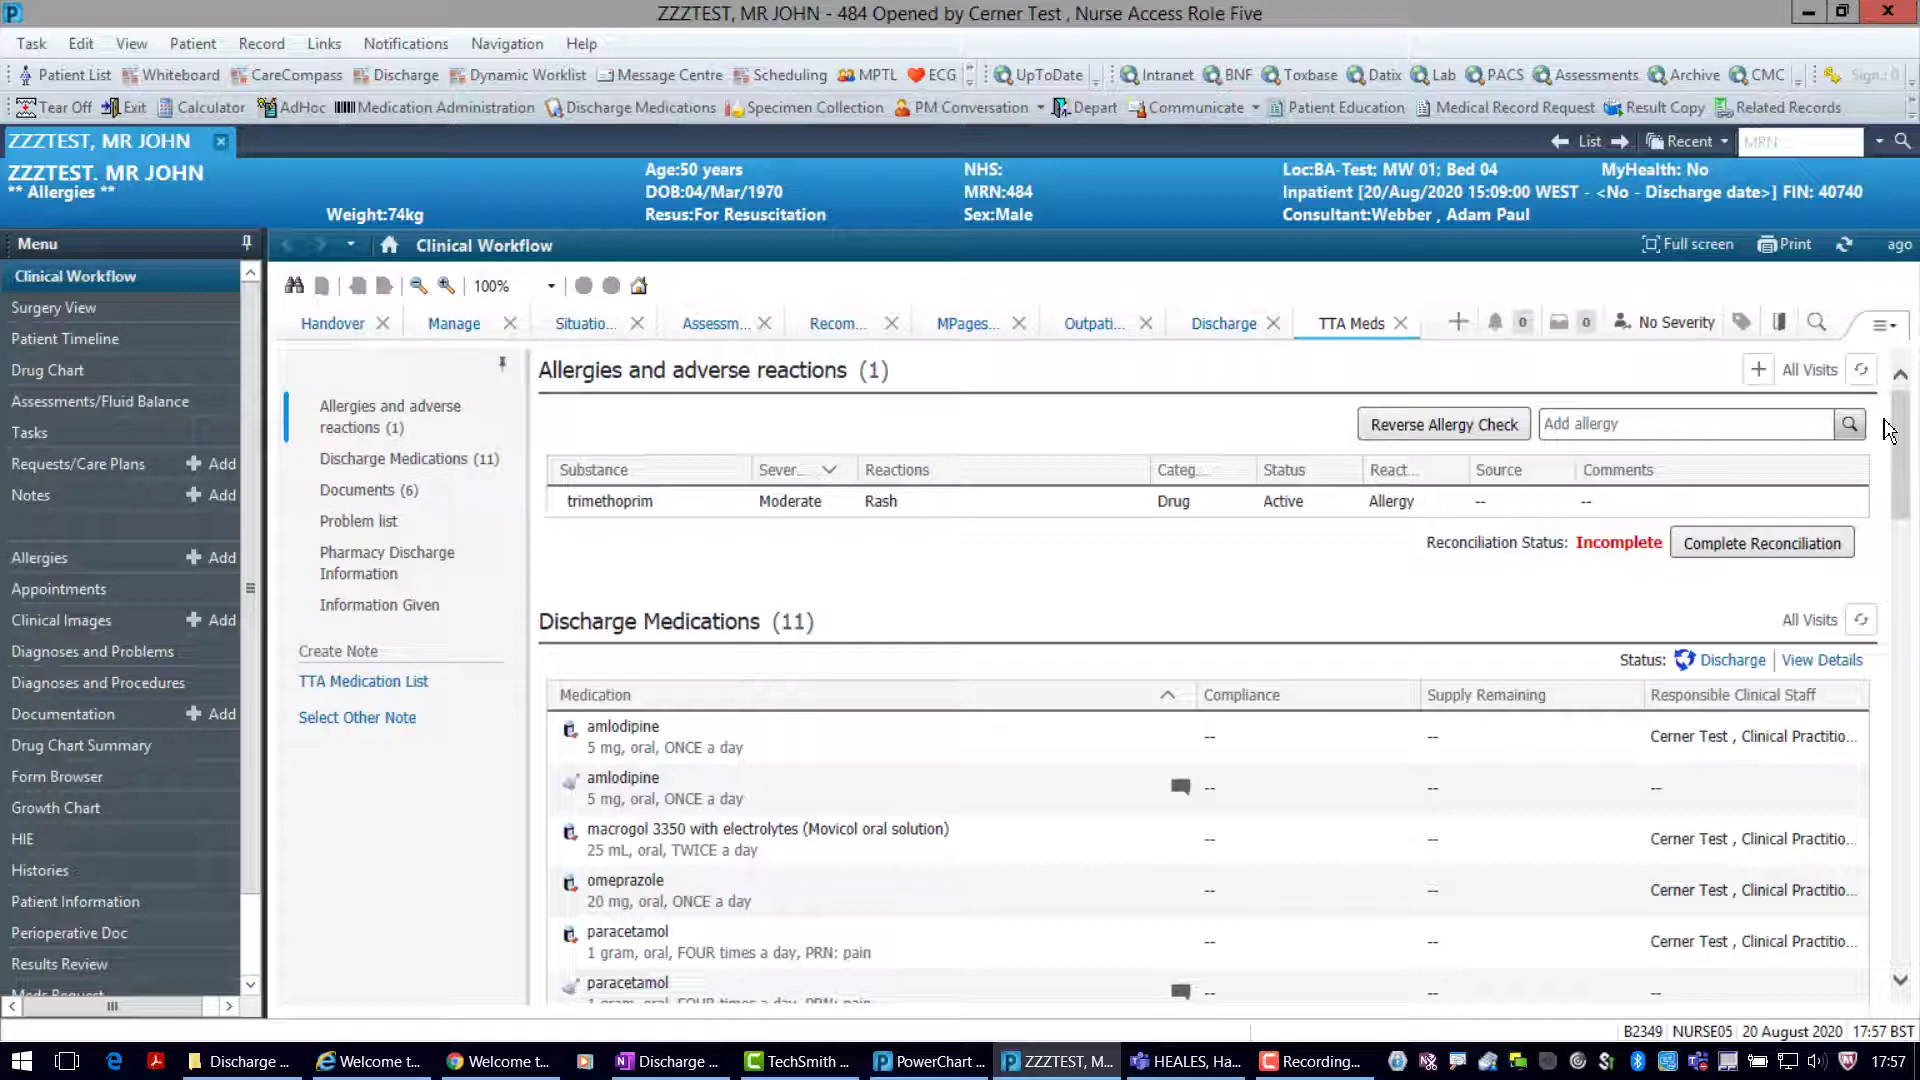 ZZZTEST, MR JOHN - 484 Opened by Cerner Test , Nurse Access Role Five
Task Edit View Patient Record Links Notifications Navigation Help
Patient List Whiteboard CareCompass Discharge Dynamic Worklist Message Centre Scheduling MPTL ECG UpToDate Intranet BNF Toxbase Datix Lab PACS Assessments Archive CMC Sign: 0
Tear Off Exit Calculator AdHoc Medication Administration Discharge Medications Specimen Collection PM Conversation Depart Communicate Patient Education Medical Record Request Result Copy Related Records
ZZZTEST, MR JOHN List Recent MRN
ZZZTEST. MR JOHN Age:50 years NHS: Loc:BA-Test; MW 01; Bed 04 MyHealth: No
** Allergies ** DOB:04/Mar/1970 MRN:484 Inpatient [20/Aug/2020 15:09:00 WEST - <No - Discharge date>] FIN: 40740
Weight:74kg Resus:For Resuscitation Sex:Male Consultant:Webber , Adam Paul
Menu
Clinical Workflow
Surgery View
Patient Timeline
Drug Chart
Assessments/Fluid Balance
Tasks
Requests/Care Plans Add
Notes Add
Allergies Add
Appointments
Clinical Images Add
Diagnoses and Problems
Diagnoses and Procedures
Documentation Add
Drug Chart Summary
Form Browser
Growth Chart
HIE
Histories
Patient Information
Perioperative Doc
Results Review
Meds Request
Clinical Workflow Full screen Print ago
100%
Handover Manage Situatio... Assessm... Recom... MPages... Outpati... Discharge TTA Meds 0 0 No Severity
Allergies and adverse
reactions (1)
Discharge Medications (11)
Documents (6)
Problem list
Pharmacy Discharge
Information
Information Given
Create Note
TTA Medication List
Select Other Note
Allergies and adverse reactions (1) All Visits
Reverse Allergy Check Add allergy
Substance Sever... Reactions Categ... Status React... Source Comments
trimethoprim Moderate Rash Drug Active Allergy -- --
Reconciliation Status: Incomplete Complete Reconciliation
Discharge Medications (11) All Visits
Status: Discharge View Details
Medication Compliance Supply Remaining Responsible Clinical Staff
amlodipine
5 mg, oral, ONCE a day -- -- Cerner Test , Clinical Practitio...
amlodipine
5 mg, oral, ONCE a day -- -- --
macrogol 3350 with electrolytes (Movicol oral solution)
25 mL, oral, TWICE a day -- -- Cerner Test , Clinical Practitio...
omeprazole
20 mg, oral, ONCE a day -- -- Cerner Test , Clinical Practitio...
paracetamol
1 gram, oral, FOUR times a day, PRN: pain -- -- Cerner Test , Clinical Practitio...
paracetamol
1 gram, oral, FOUR times a day, PRN: pain -- -- --
B2349 NURSE05 20 August 2020 17:57 BST
Discharge ... Welcome t... Welcome t... Discharge ... TechSmith ... PowerChart ... ZZZTEST, M... HEALES, Ha... Recording... 17:57